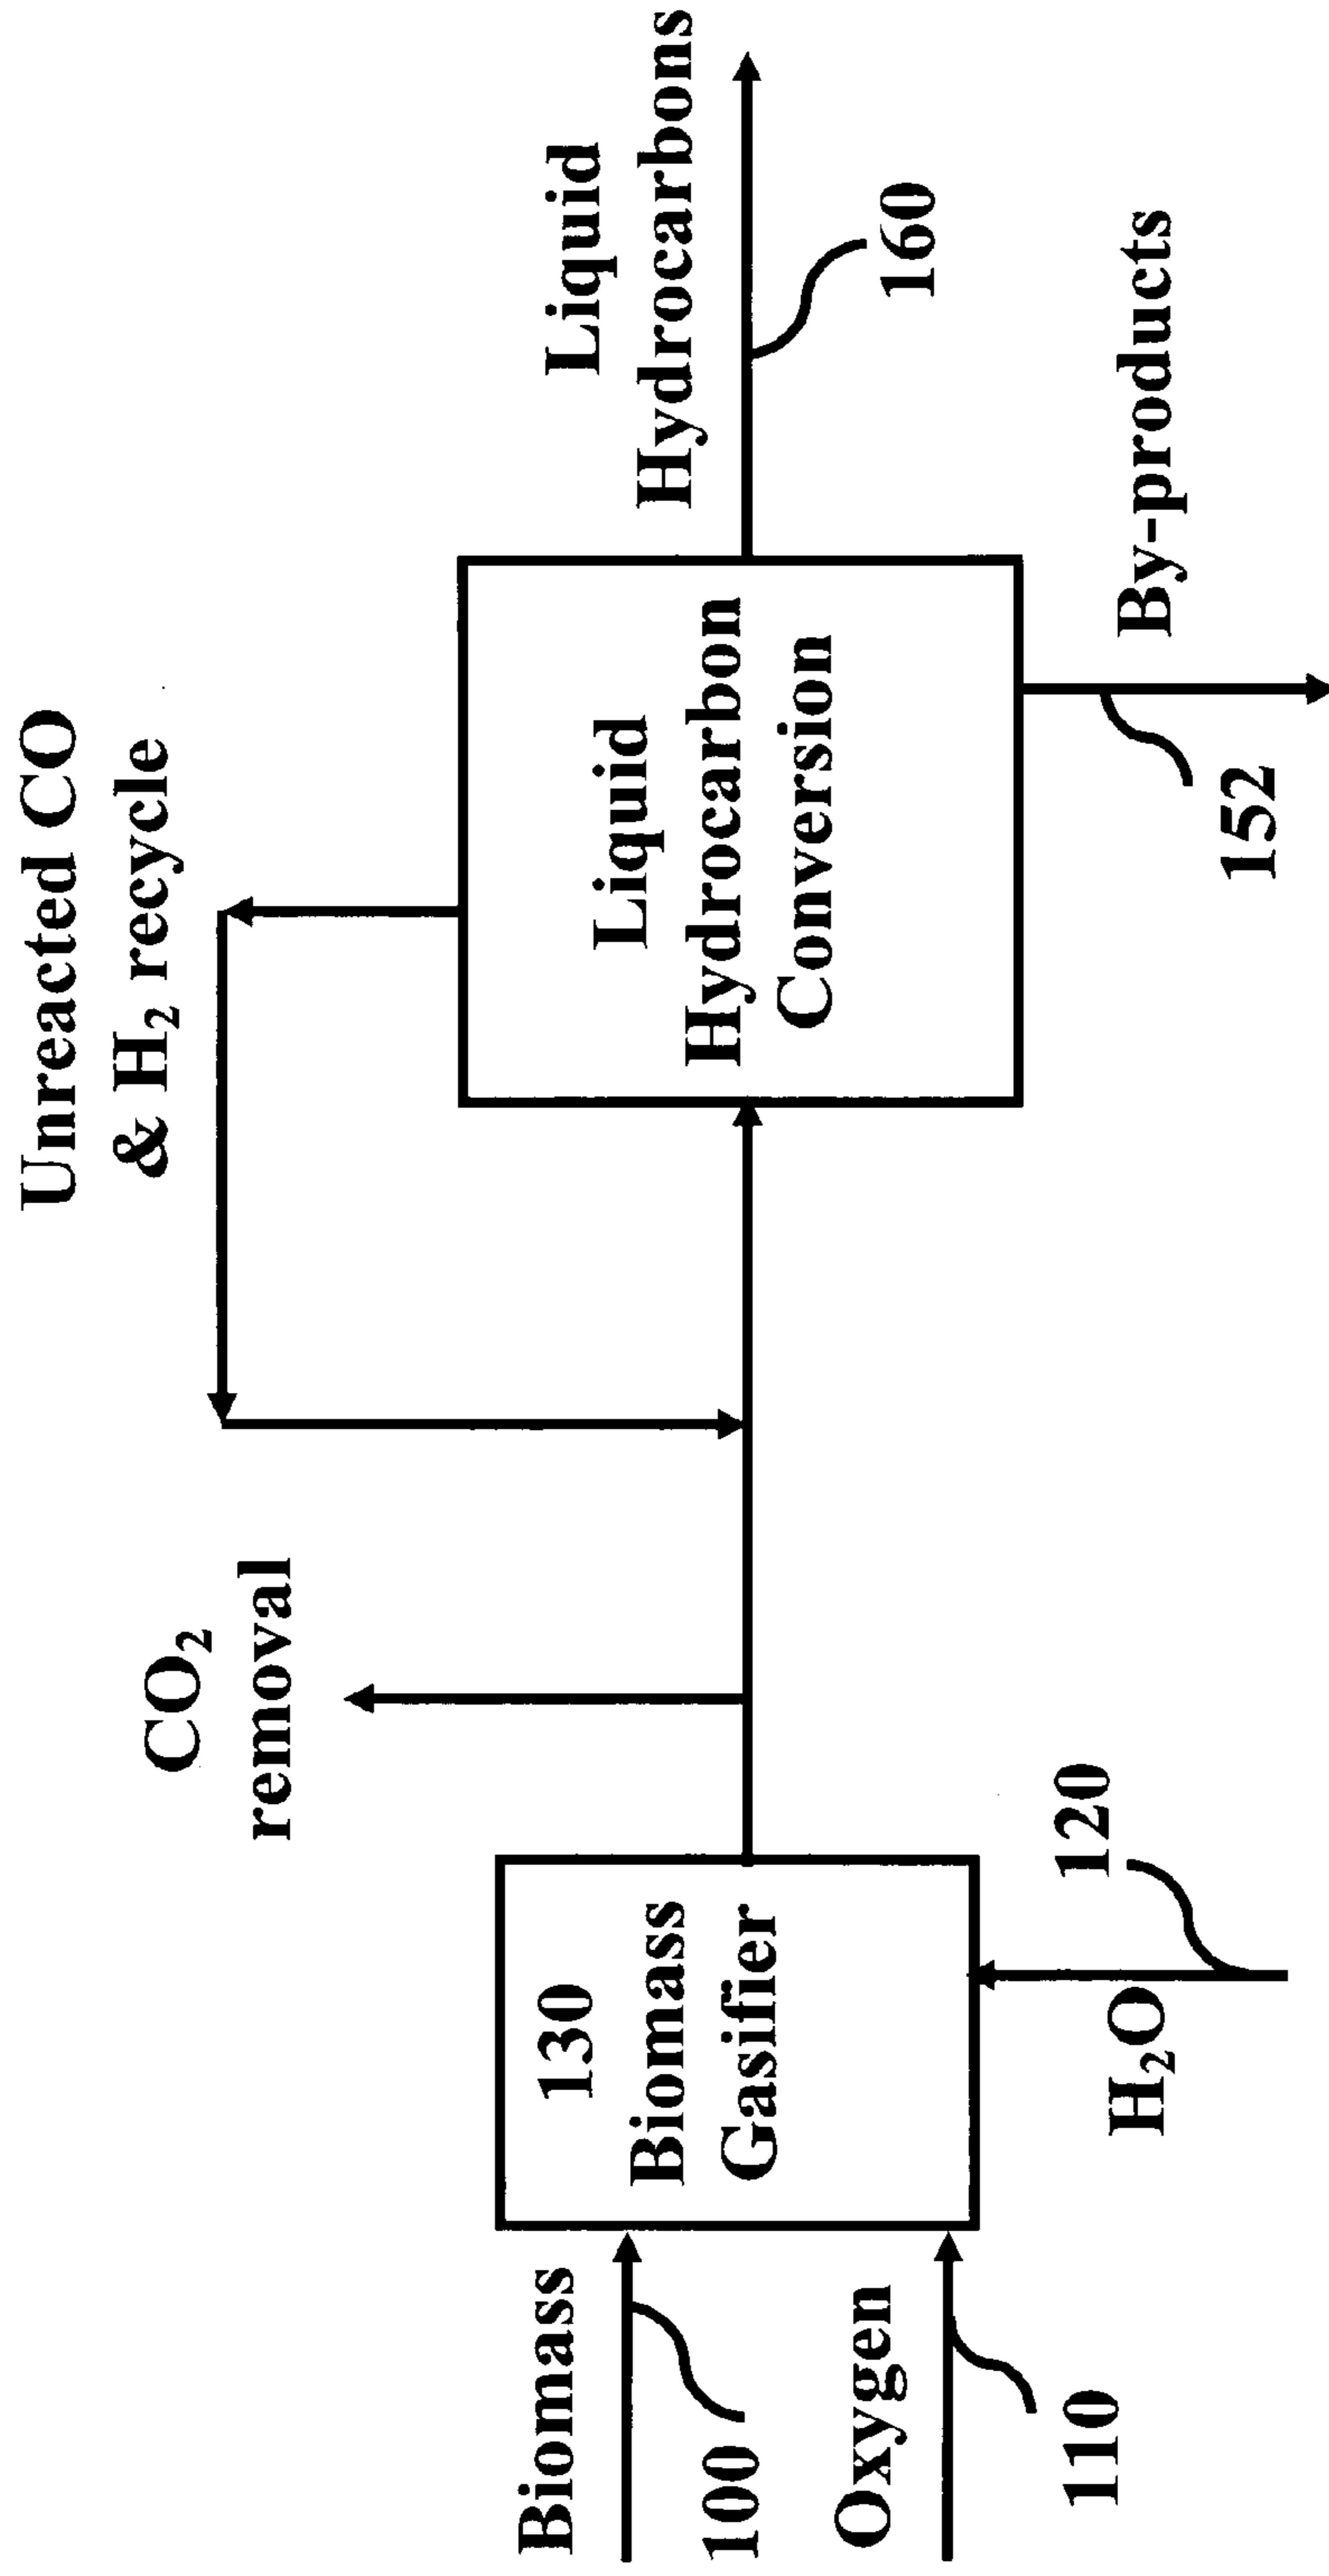 Unreacted CO
& H₂ recycle
CO₂
removal
Liquid
Hydrocarbons
160
130
Biomass
Gasifier
Liquid
Hydrocarbon
Conversion
Biomass
100
Oxygen
110
H₂O
120
By-products
152